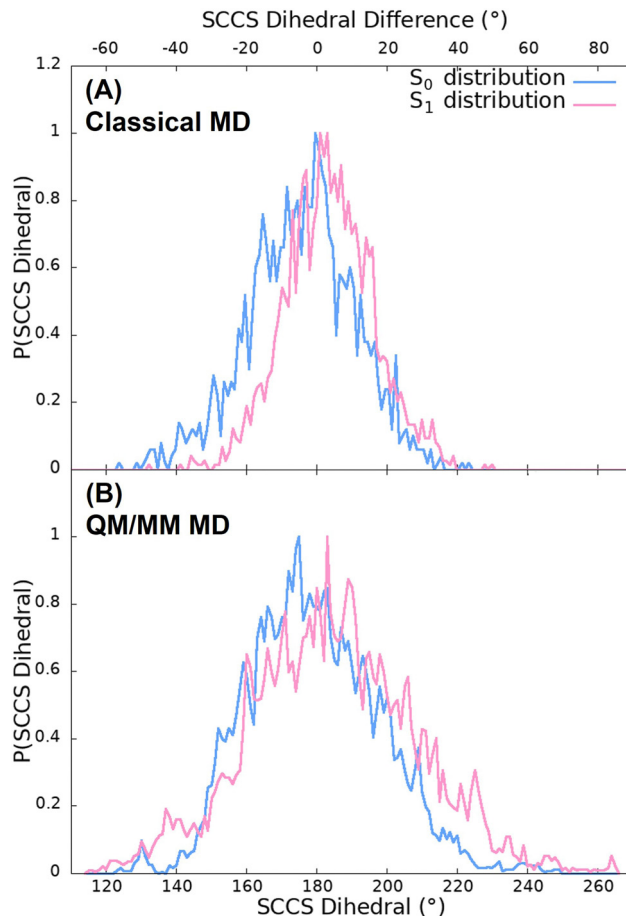 SCCS Dihedral Difference (°)
-60 -40 -20 0 20 40 60 80
1.2
(A)
Classical MD
S₀ distribution
S₁ distribution
1
0.8
0.6
0.4
0.2
0
P(SCCS Dihedral)
(B)
QM/MM MD
1
0.8
0.6
0.4
0.2
0
P(SCCS Dihedral)
120 140 160 180 200 220 240 260
SCCS Dihedral (°)